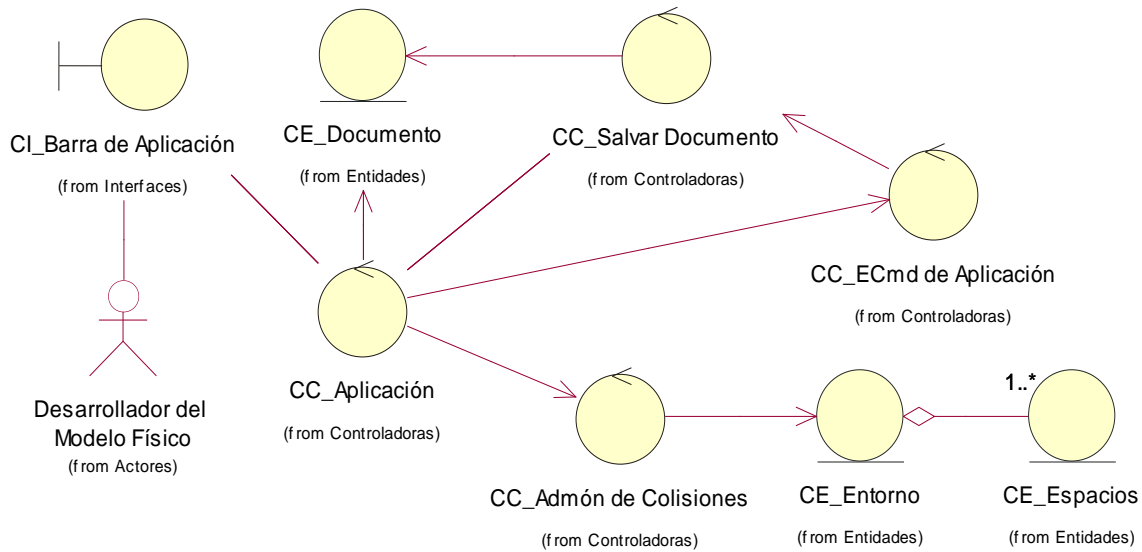 CI_Barra de Aplicación
(from Interfaces)
CE_Documento
(from Entidades)
CC_Salvar Documento
(from Controladoras)
CC_ECmd de Aplicación
(from Controladoras)
Desarrollador del
Modelo Físico
(from Actores)
CC_Aplicación
(from Controladoras)
CC_Admón de Colisiones
(from Controladoras)
CE_Entorno
(from Entidades)
1..*
CE_Espacios
(from Entidades)